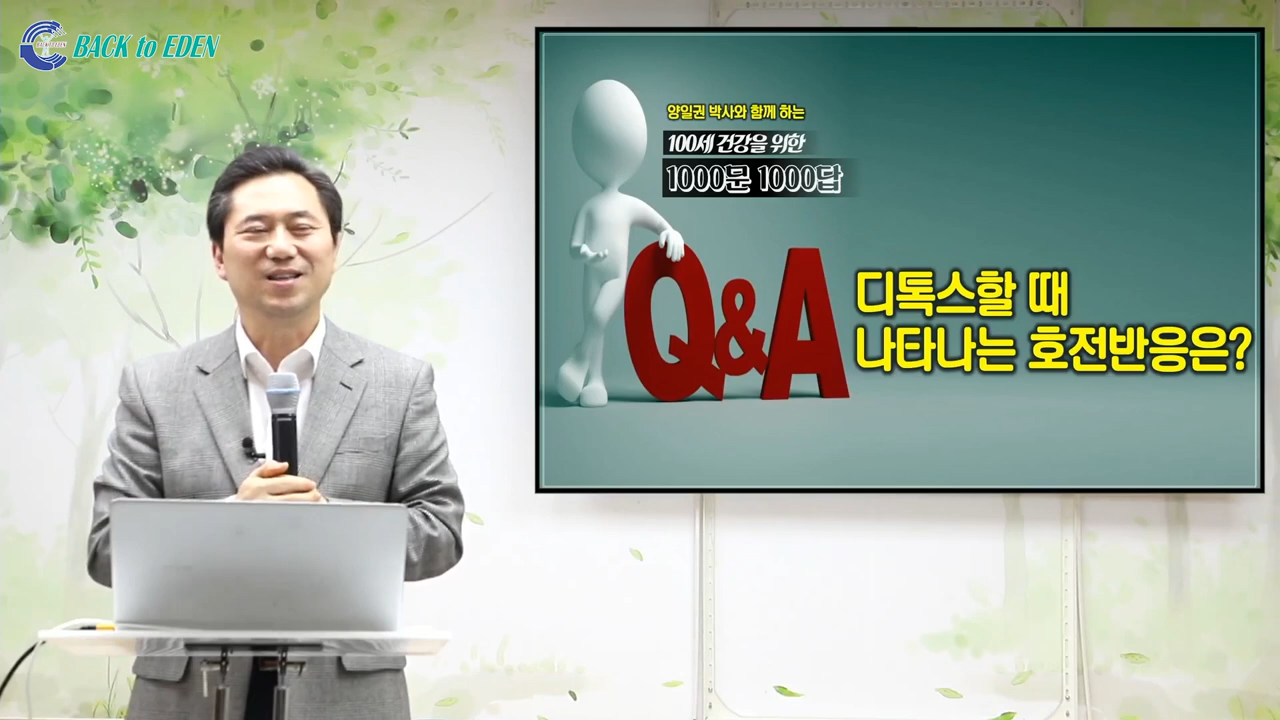 BACK to EDEN
양일권 박사와 함께 하는
100세 건강을 위한
1000문 1000답
Q&A
디톡스할 때
나타나는 호전반응은?